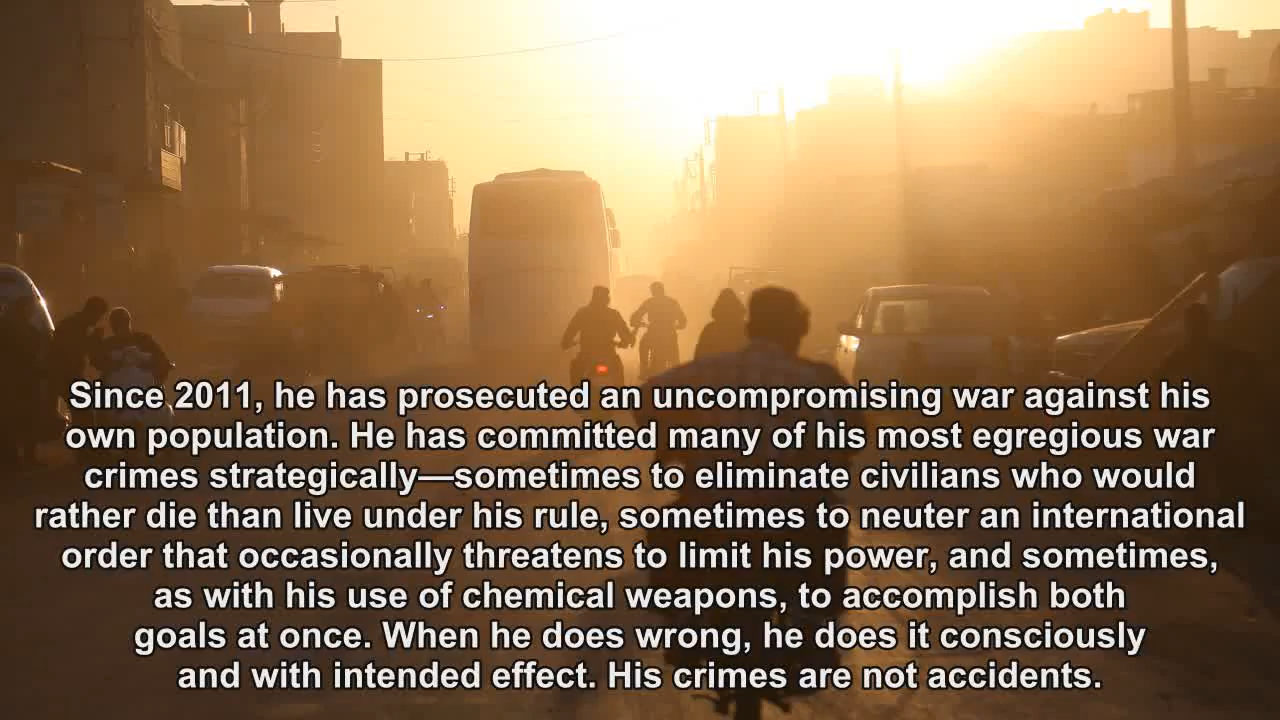 Since 2011, he has prosecuted an uncompromising war against his
own population. He has committed many of his most egregious war
crimes strategically—sometimes to eliminate civilians who would
rather die than live under his rule, sometimes to neuter an international
order that occasionally threatens to limit his power, and sometimes,
as with his use of chemical weapons, to accomplish both
goals at once. When he does wrong, he does it consciously
and with intended effect. His crimes are not accidents.